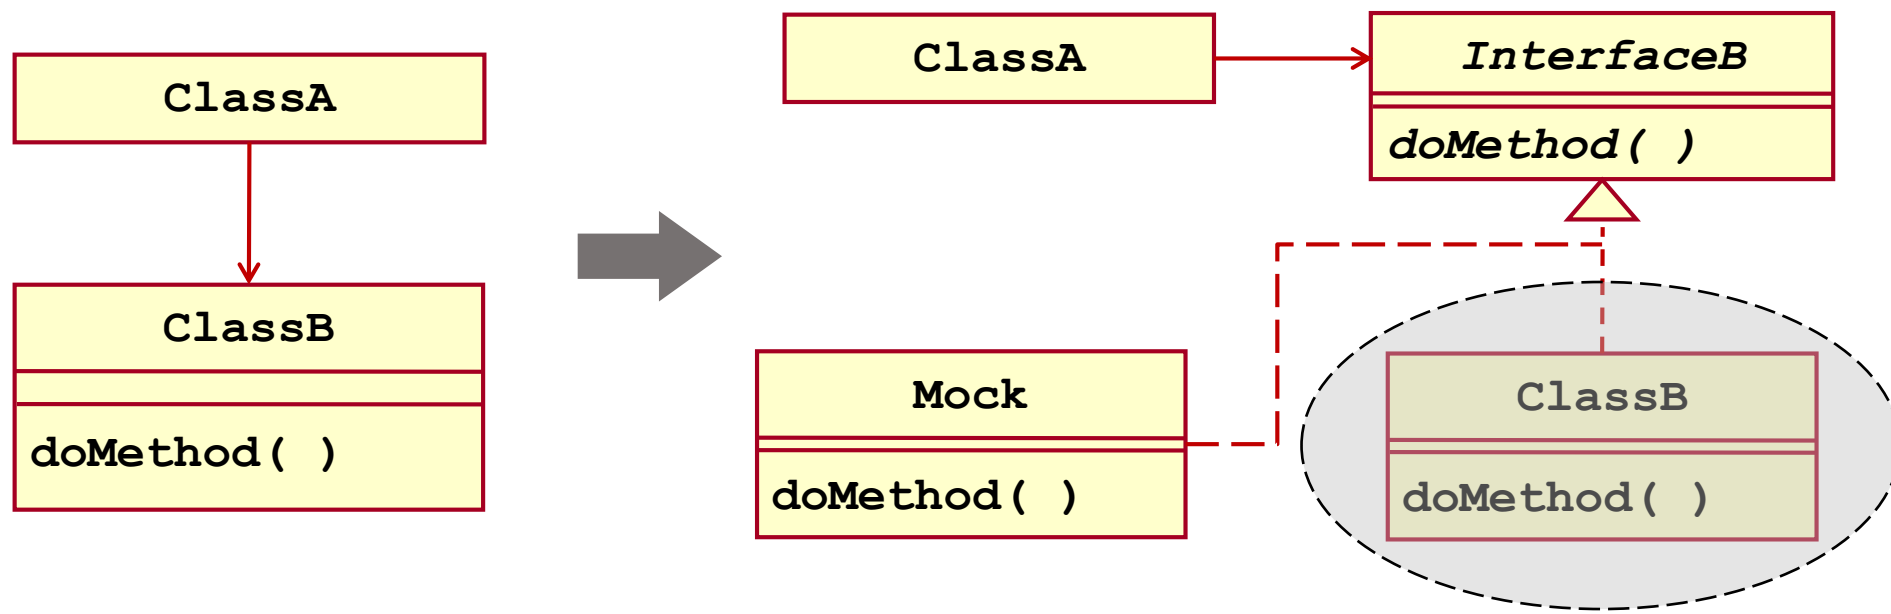 ClassA
ClassB
doMethod( )
ClassA
InterfaceB
doMethod( )
Mock
doMethod( )
ClassB
doMethod( )